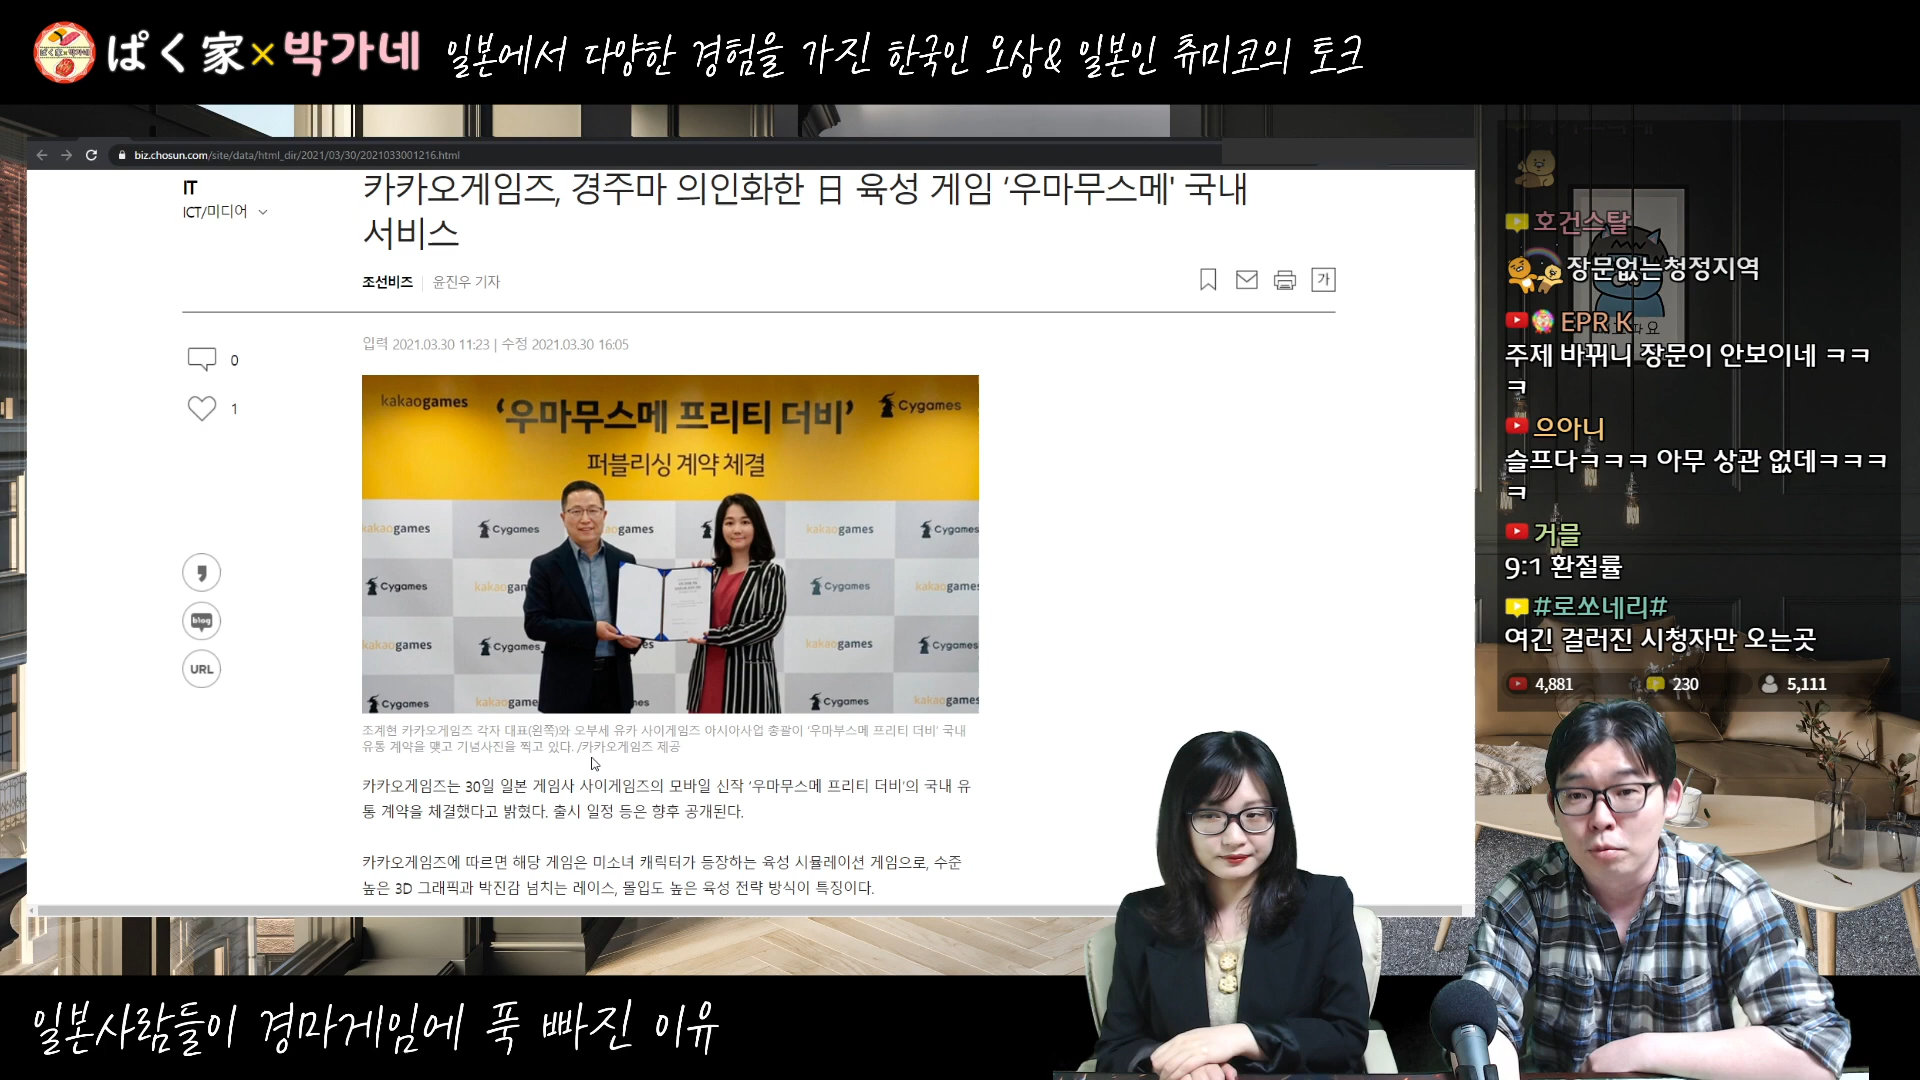 ぱく家×박가네 일본에서 다양한 경험을 가진 한국인 오상& 일본인 츄미코의 토크
biz.chosun.com/site/data/html_dir/2021/03/30/2021033001216.html
IT
ICT/미디어
카카오게임즈, 경주마 의인화한 日 육성 게임 '우마무스메' 국내
서비스
조선비즈 | 윤진우 기자
가
입력 2021.03.30 11:23 | 수정 2021.03.30 16:05
0
1
blog
URL
kakaogames
'우마무스메 프리티 더비'
Cygames
퍼블리싱 계약 체결
kakaogames Cygames kakaogames Cygames
Cygames kakaogames Cygames kakaogames
kakaogames Cygames kakaogames Cygames
Cygames kakaogames Cygames kakaogames
조계현 카카오게임즈 각자 대표(왼쪽)와 오부세 유카 사이게임즈 아시아사업 총괄이 '우마부스메 프리티 더비' 국내
유통 계약을 맺고 기념사진을 찍고 있다. /카카오게임즈 제공
카카오게임즈는 30일 일본 게임사 사이게임즈의 모바일 신작 '우마무스메 프리티 더비'의 국내 유
통 계약을 체결했다고 밝혔다. 출시 일정 등은 향후 공개된다.
카카오게임즈에 따르면 해당 게임은 미소녀 캐릭터가 등장하는 육성 시뮬레이션 게임으로, 수준
높은 3D 그래픽과 박진감 넘치는 레이스, 몰입도 높은 육성 전략 방식이 특징이다.
호건스탈
장문없는청정지역
EPR K
주제 바뀌니 장문이 안보이네 ㅋㅋ
ㅋ
으아니
슬프다ㅋㅋㅋ 아무 상관 없데ㅋㅋㅋ
ㅋ
거믈
9:1 환절률
#로쏘네리#
여긴 걸러진 시청자만 오는곳
4,881 230 5,111
일본사람들이 경마게임에 푹 빠진 이유